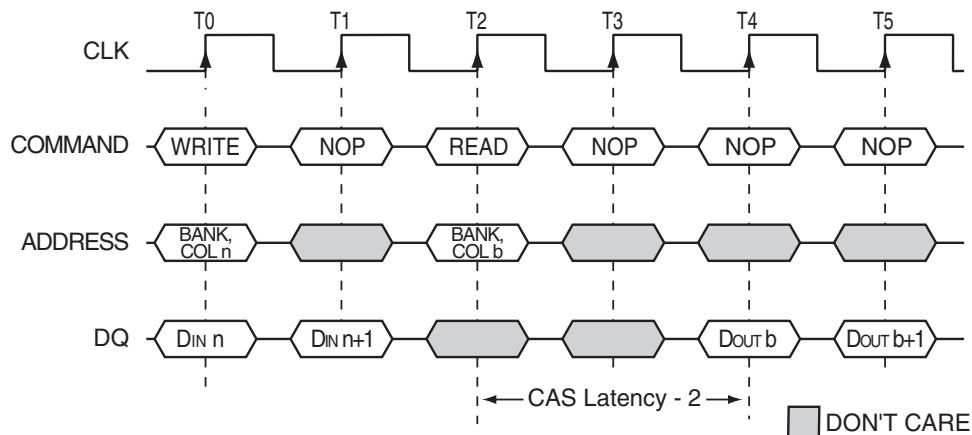 T0 T1 T2 T3 T4 T5
CLK
COMMAND WRITE NOP READ NOP NOP NOP
ADDRESS BANK, COL n BANK, COL b
DQ DIN n DIN n+1 DOUT b DOUT b+1
CAS Latency - 2
DON'T CARE